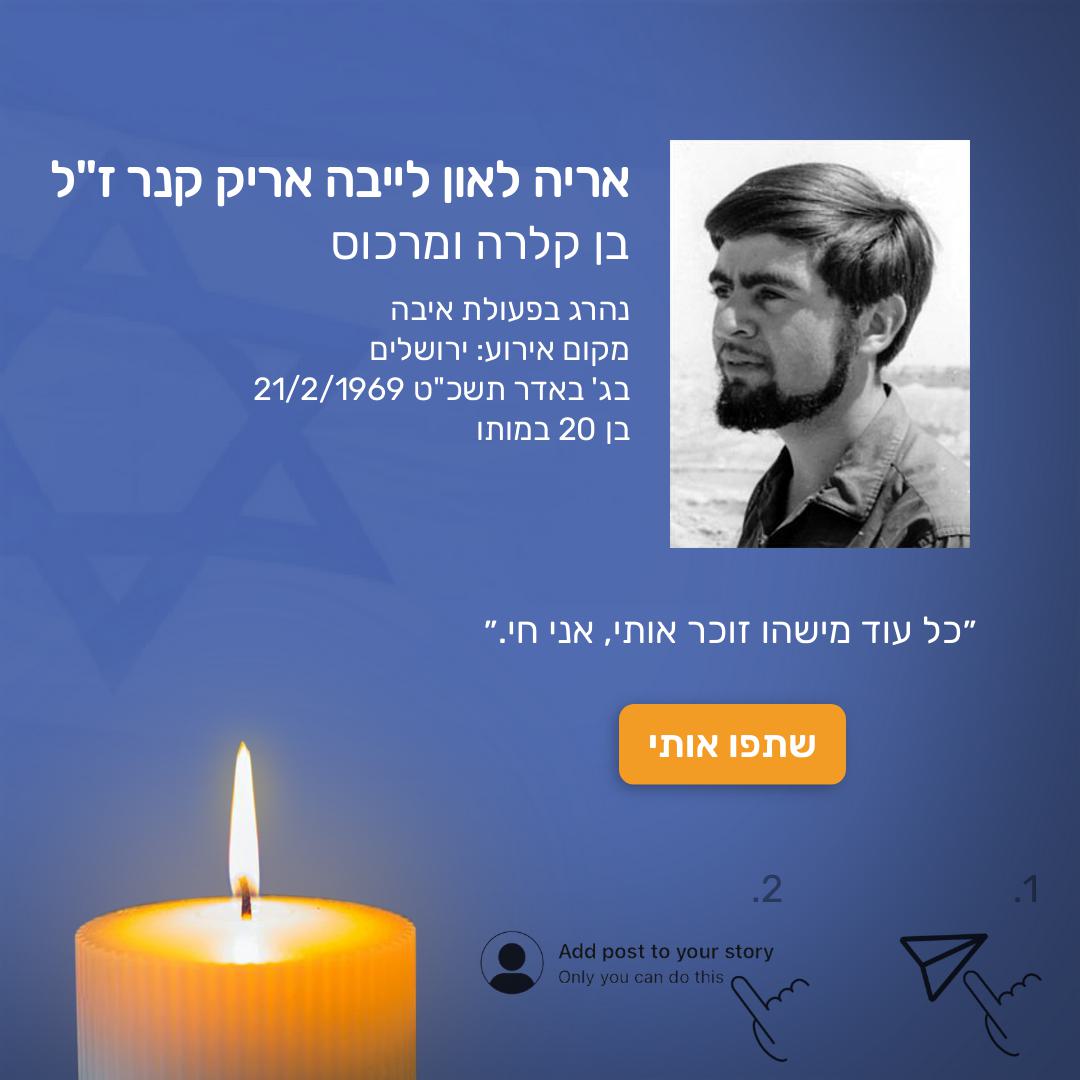 אריה לאון לייבה אריק קנר ז"ל
בן קלרה ומרכוס
נהרג בפעולת איבה
מקום אירוע: ירושלים
בג' באדר תשכ"ט 21/2/1969
בן 20 במותו
״כל עוד מישהו זוכר אותי, אני חי.״
שתפו אותי
1.
2.
Add post to your story
Only you can do this